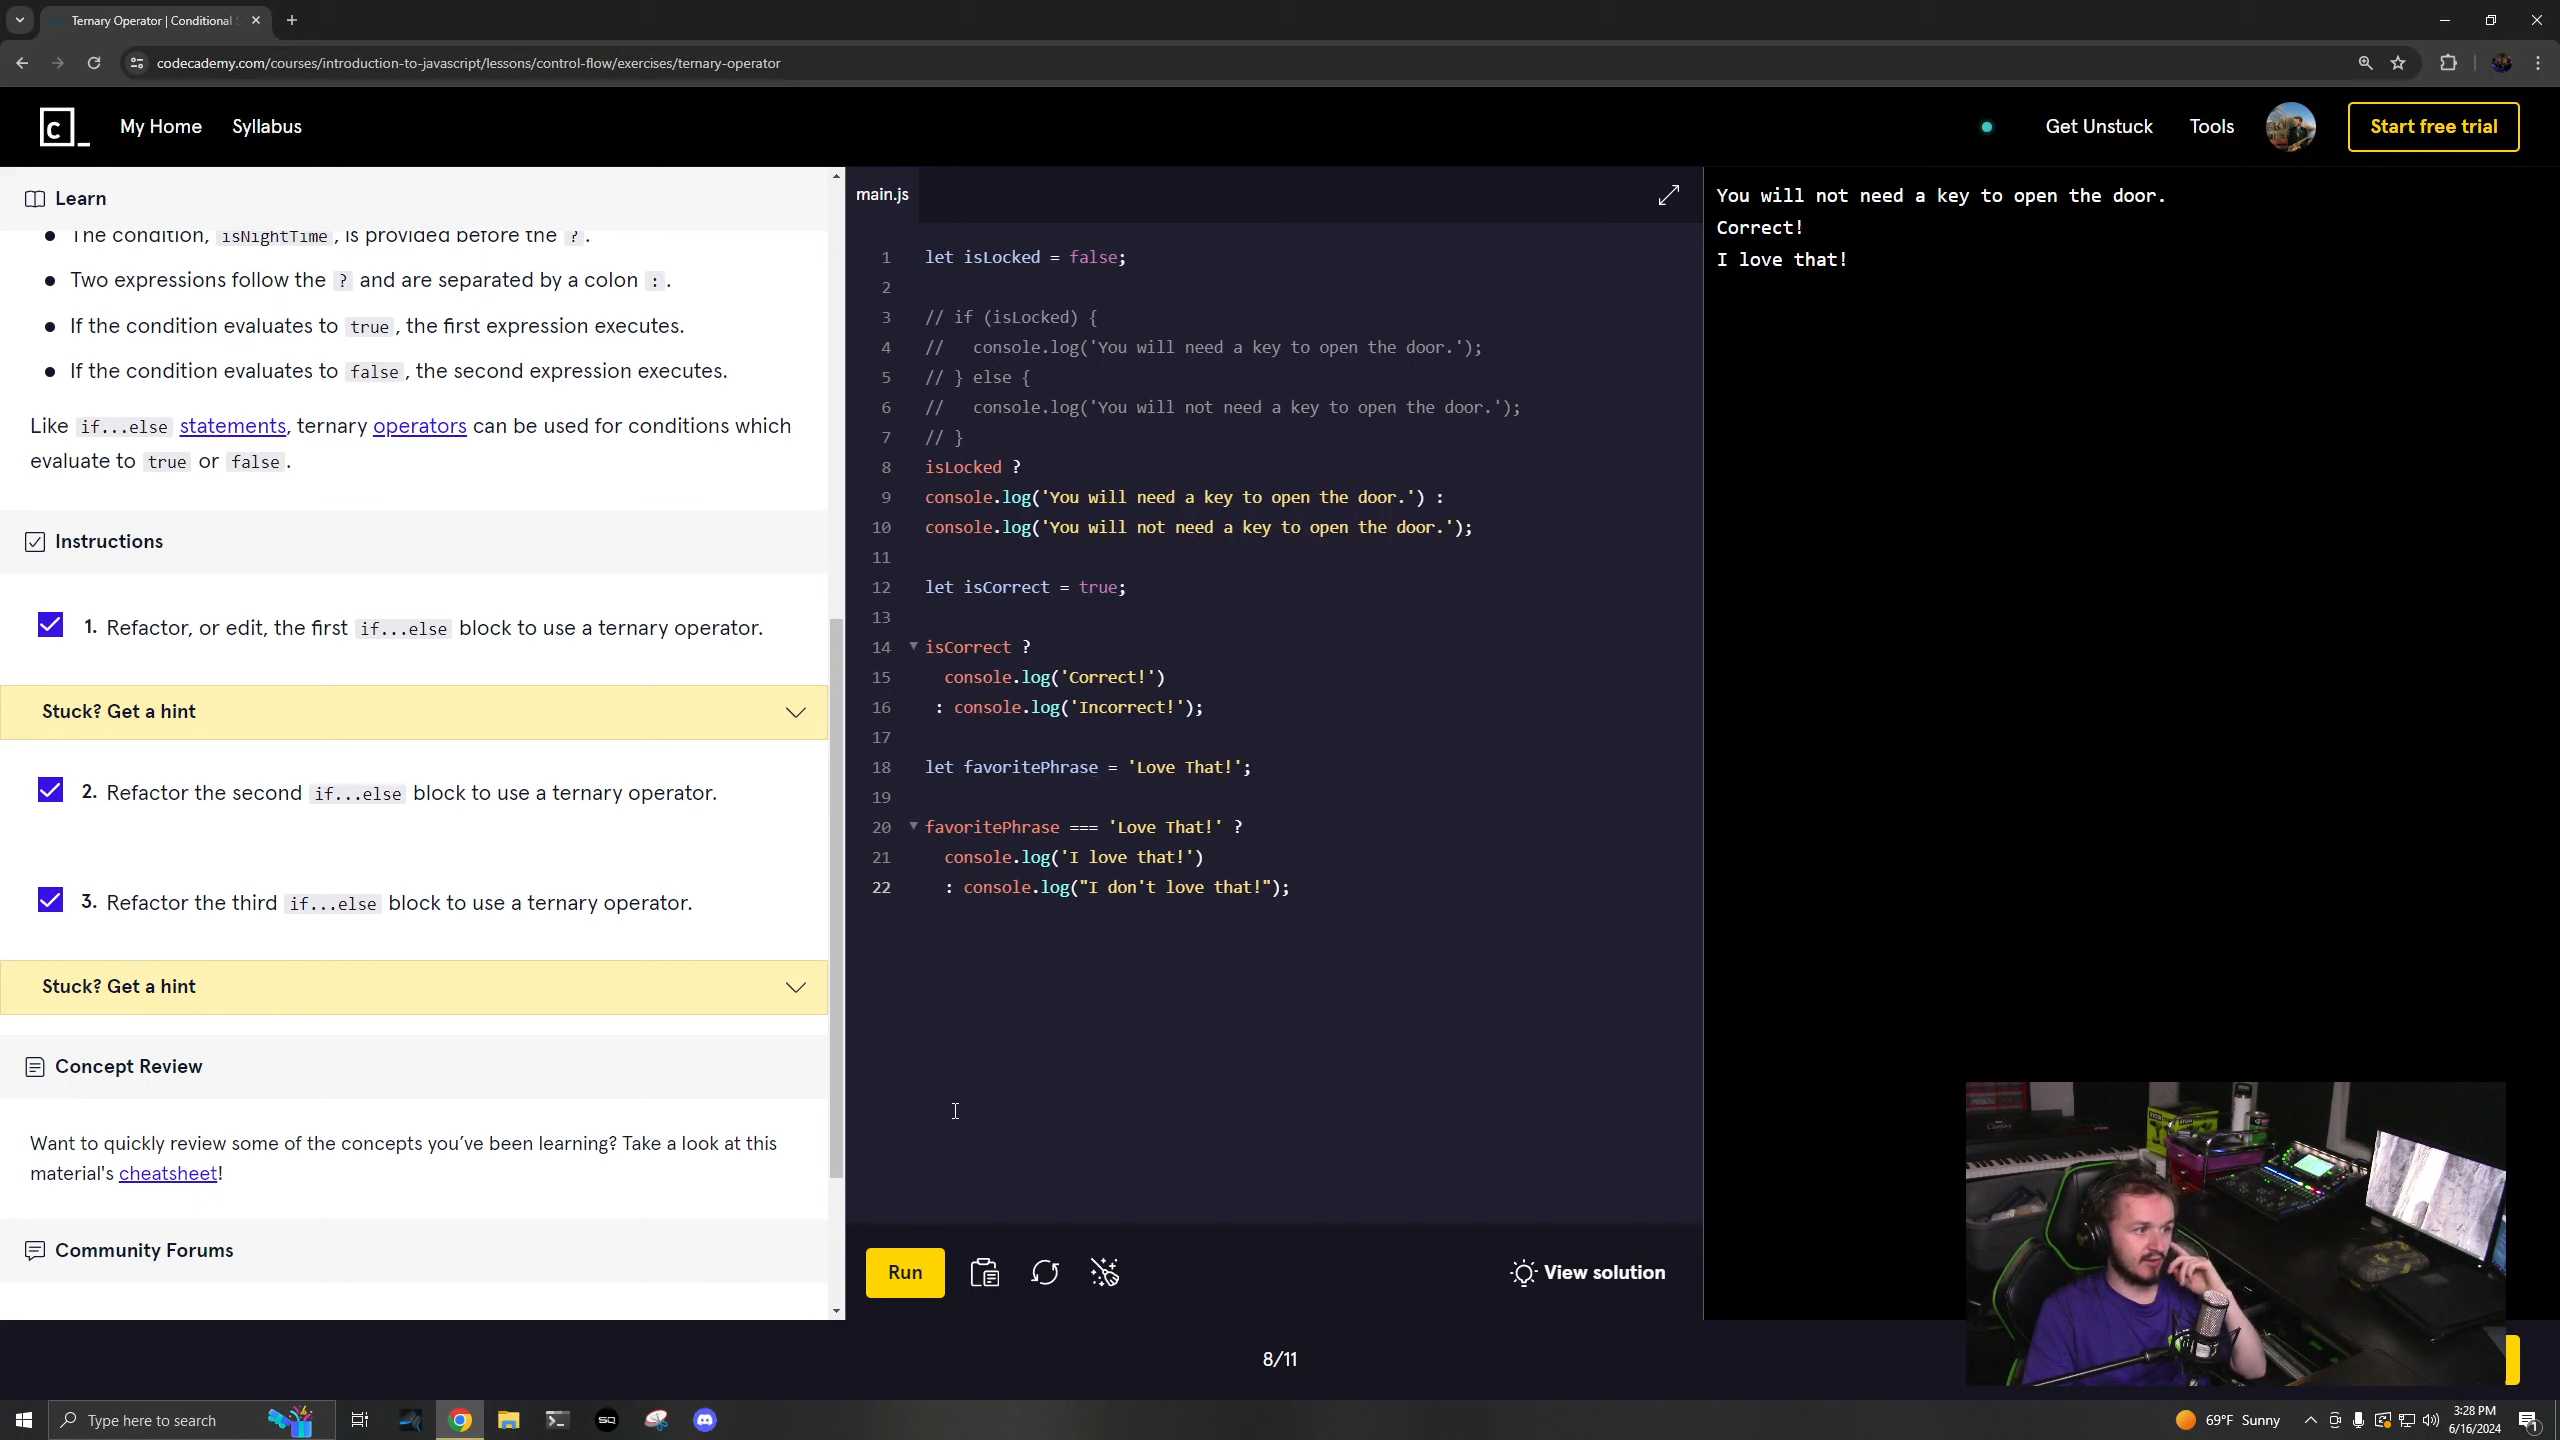 Ternary Operator | Conditional
codecademy.com/courses/introduction-to-javascript/lessons/control-flow/exercises/ternary-operator
My Home
Syllabus
Get Unstuck
Tools
Start free trial
Learn
The condition, isNightTime, is provided before the ?.
Two expressions follow the ? and are separated by a colon :.
If the condition evaluates to true, the first expression executes.
If the condition evaluates to false, the second expression executes.
Like if...else statements, ternary operators can be used for conditions which
evaluate to true or false.
Instructions
1. Refactor, or edit, the first if...else block to use a ternary operator.
Stuck? Get a hint
2. Refactor the second if...else block to use a ternary operator.
3. Refactor the third if...else block to use a ternary operator.
Stuck? Get a hint
Concept Review
Want to quickly review some of the concepts you’ve been learning? Take a look at this
material's cheatsheet!
Community Forums
main.js
1 let isLocked = false;
2
3 // if (isLocked) {
4 //   console.log('You will need a key to open the door.');
5 // } else {
6 //   console.log('You will not need a key to open the door.');
7 // }
8 isLocked ?
9 console.log('You will need a key to open the door.') :
10 console.log('You will not need a key to open the door.');
11
12 let isCorrect = true;
13
14 isCorrect ?
15   console.log('Correct!')
16  : console.log('Incorrect!');
17
18 let favoritePhrase = 'Love That!';
19
20 favoritePhrase === 'Love That!' ?
21   console.log('I love that!')
22   : console.log("I don't love that!");
Run
View solution
You will not need a key to open the door.
Correct!
I love that!
8/11
Type here to search
SQ
69°F Sunny
3:28 PM
6/16/2024
1